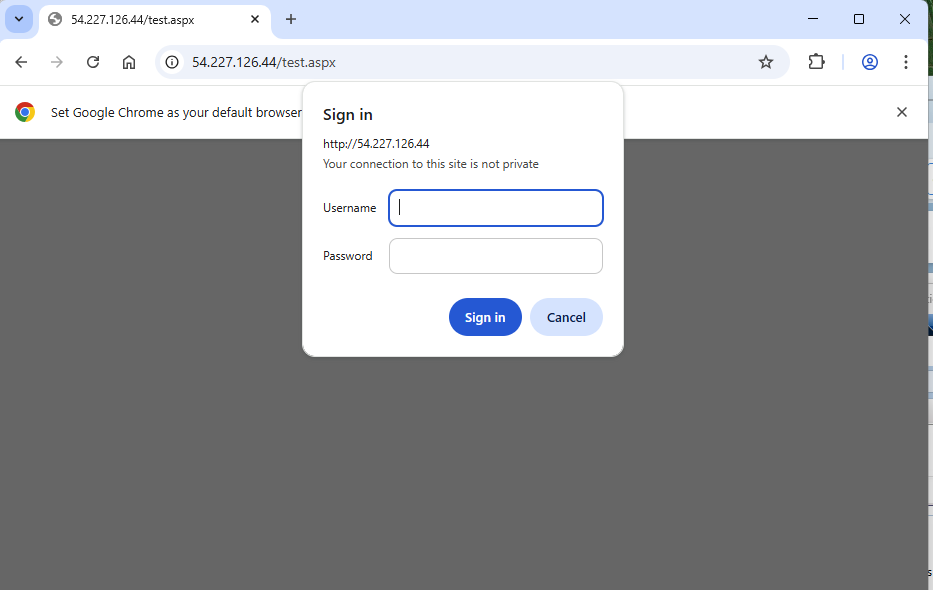 54.227.126.44/test.aspx
54.227.126.44/test.aspx
Set Google Chrome as your default browser
Sign in
http://54.227.126.44
Your connection to this site is not private
Username
Password
Sign in Cancel